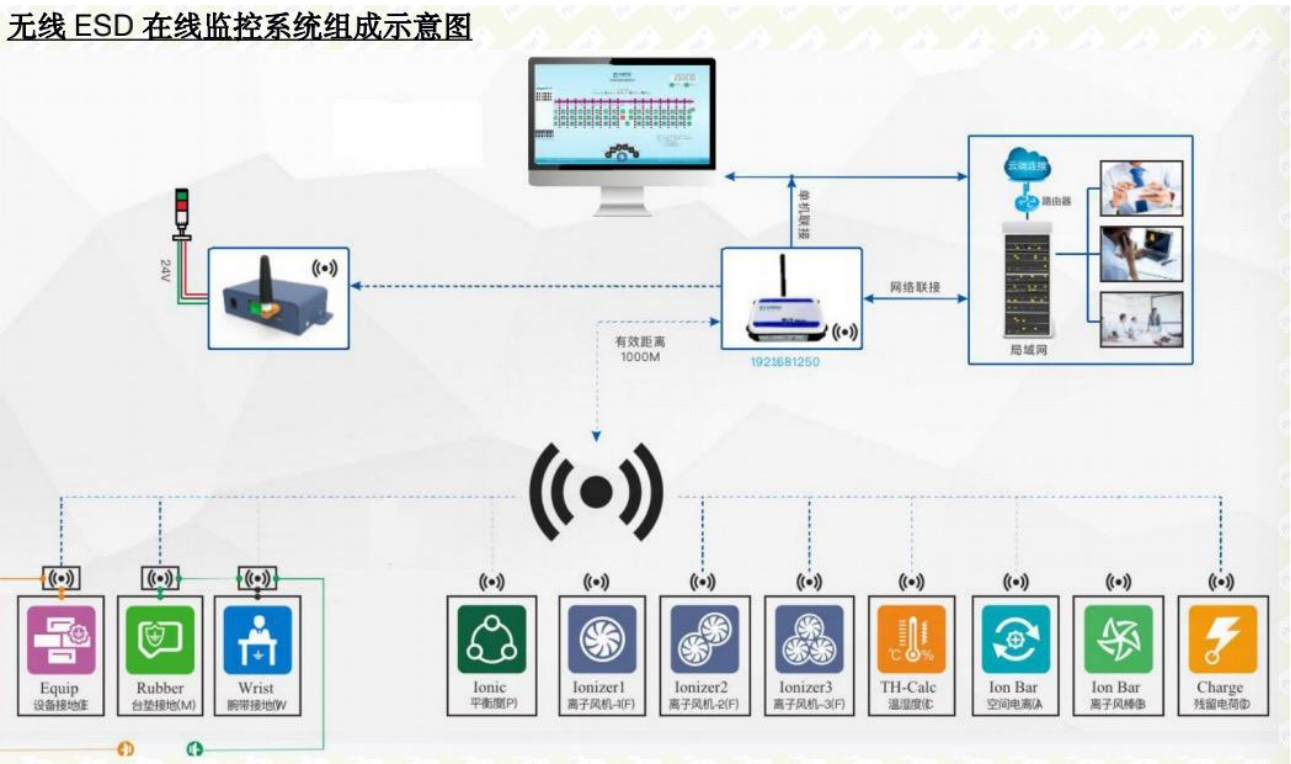 无线 ESD 在线监控系统组成示意图
云端连接
路由器
单机联接
24V
网络联接
有效距离
1000M
局域网
1921681250
Equip
设备接地(E
Rubber
台垫接地(M)
Wrist
腕带接地(W
Ionic
平衡度(P)
Ionizer1
离子风机-1(F)
Ionizer2
离子风机-2(F)
Ionizer3
离子风机-3(F)
℃ %
TH-Calc
温湿度(C
Ion Bar
空间电离(A
Ion Bar
离子风棒(B
Charge
残留电荷(D